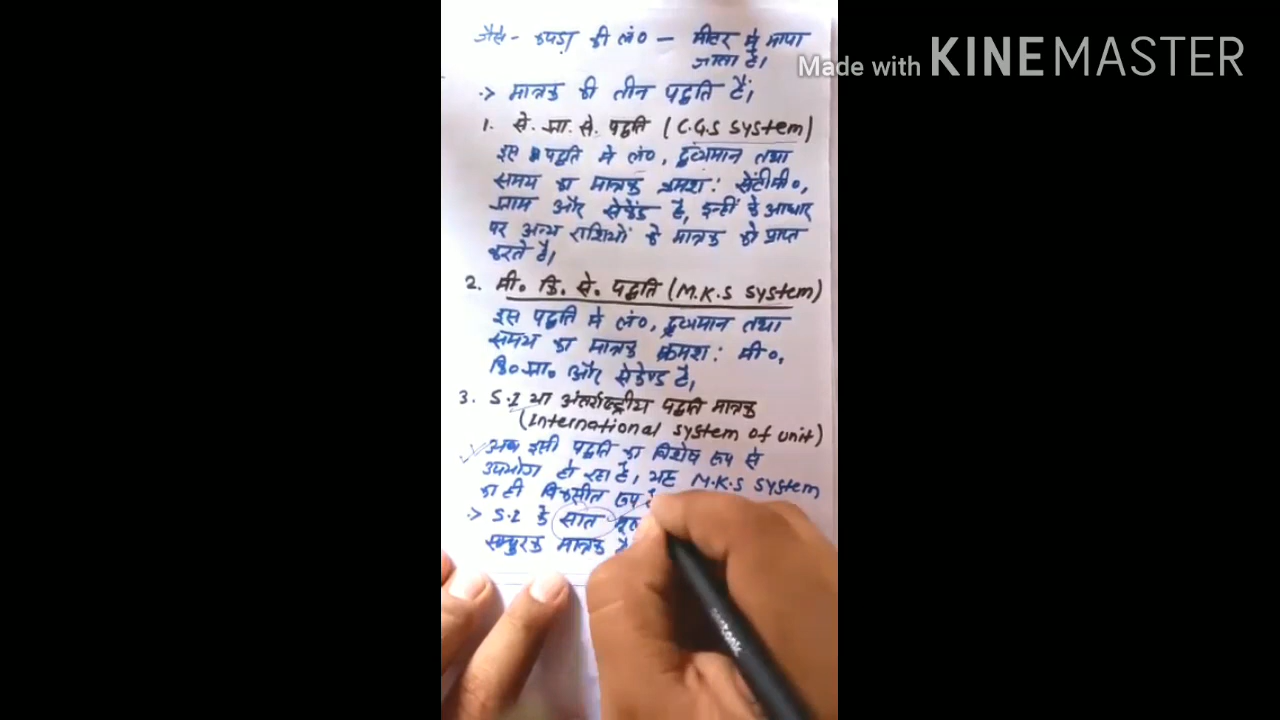 जैसे - कपड़ा की लं० — मीटर मे मापा
जाता है।
Made with KINEMASTER
-> मात्रक की तीन पद्धति हैं।
1. से. ग्रा. से. पद्धति (C.G.S System)
इस पद्धति मे लं०, द्रव्यमान तथा
समय का मात्रक क्रमश: सेंटीमी०,
ग्राम और सेकेंड है, इन्हीं के आधार
पर अन्य राशियों के मात्रक को प्राप्त
करते है।
2. मी० कि. से. पद्धति (M.K.S System)
इस पद्धति मे लं०, द्रव्यमान तथा
समय का मात्रक क्रमश: मी०,
कि०ग्रा० और सेकेण्ड है,
3. S.I या अंतर्राष्ट्रीय पद्धति मात्रक
(International system of unit)
अब इसी पद्धति का विशेष रूप से
उपयोग हो रहा है, यह M.K.S System
का ही विकसीत रूप
-> S.I के सात मूल
सम्पुरक मात्रक